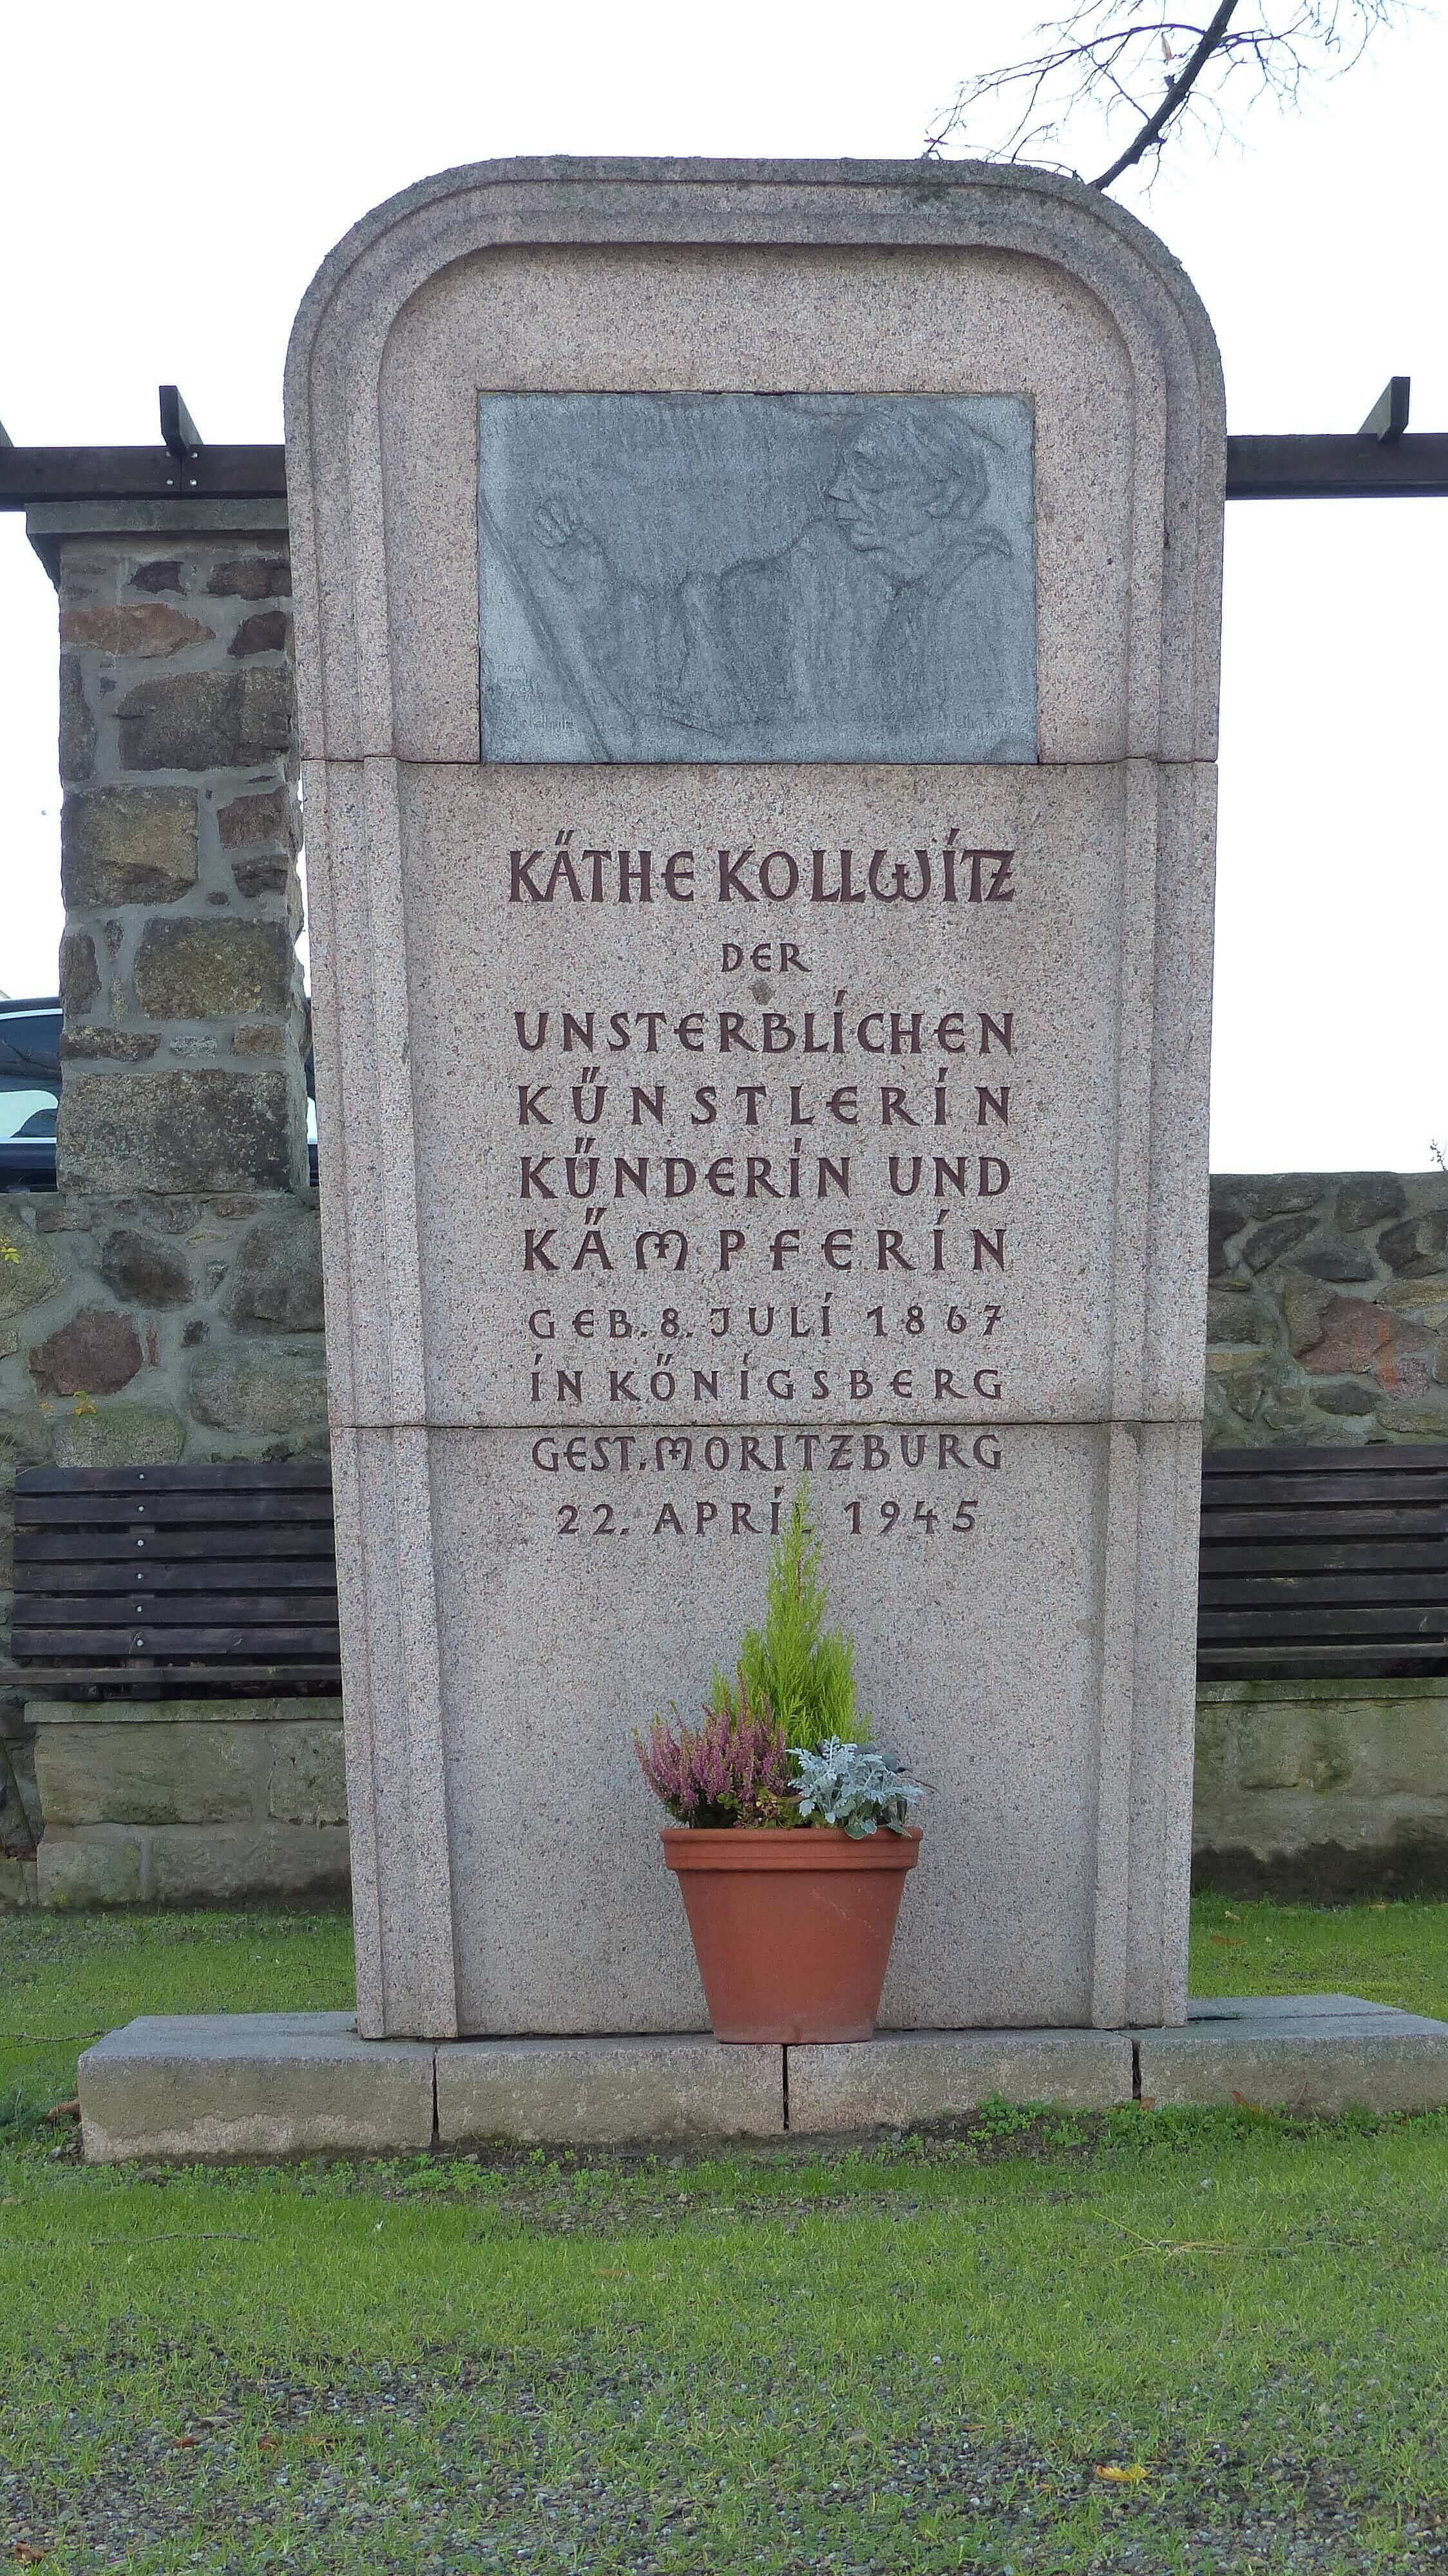 KÄTHE KOLLWITZ
DER
UNSTERBLICHEN
KÜNSTLERIN
KÜNDERIN UND
KÄMPFERIN
GEB. 8. JULI 1867
IN KÖNIGSBERG
GEST. MORITZBURG
22. APRIL 1945